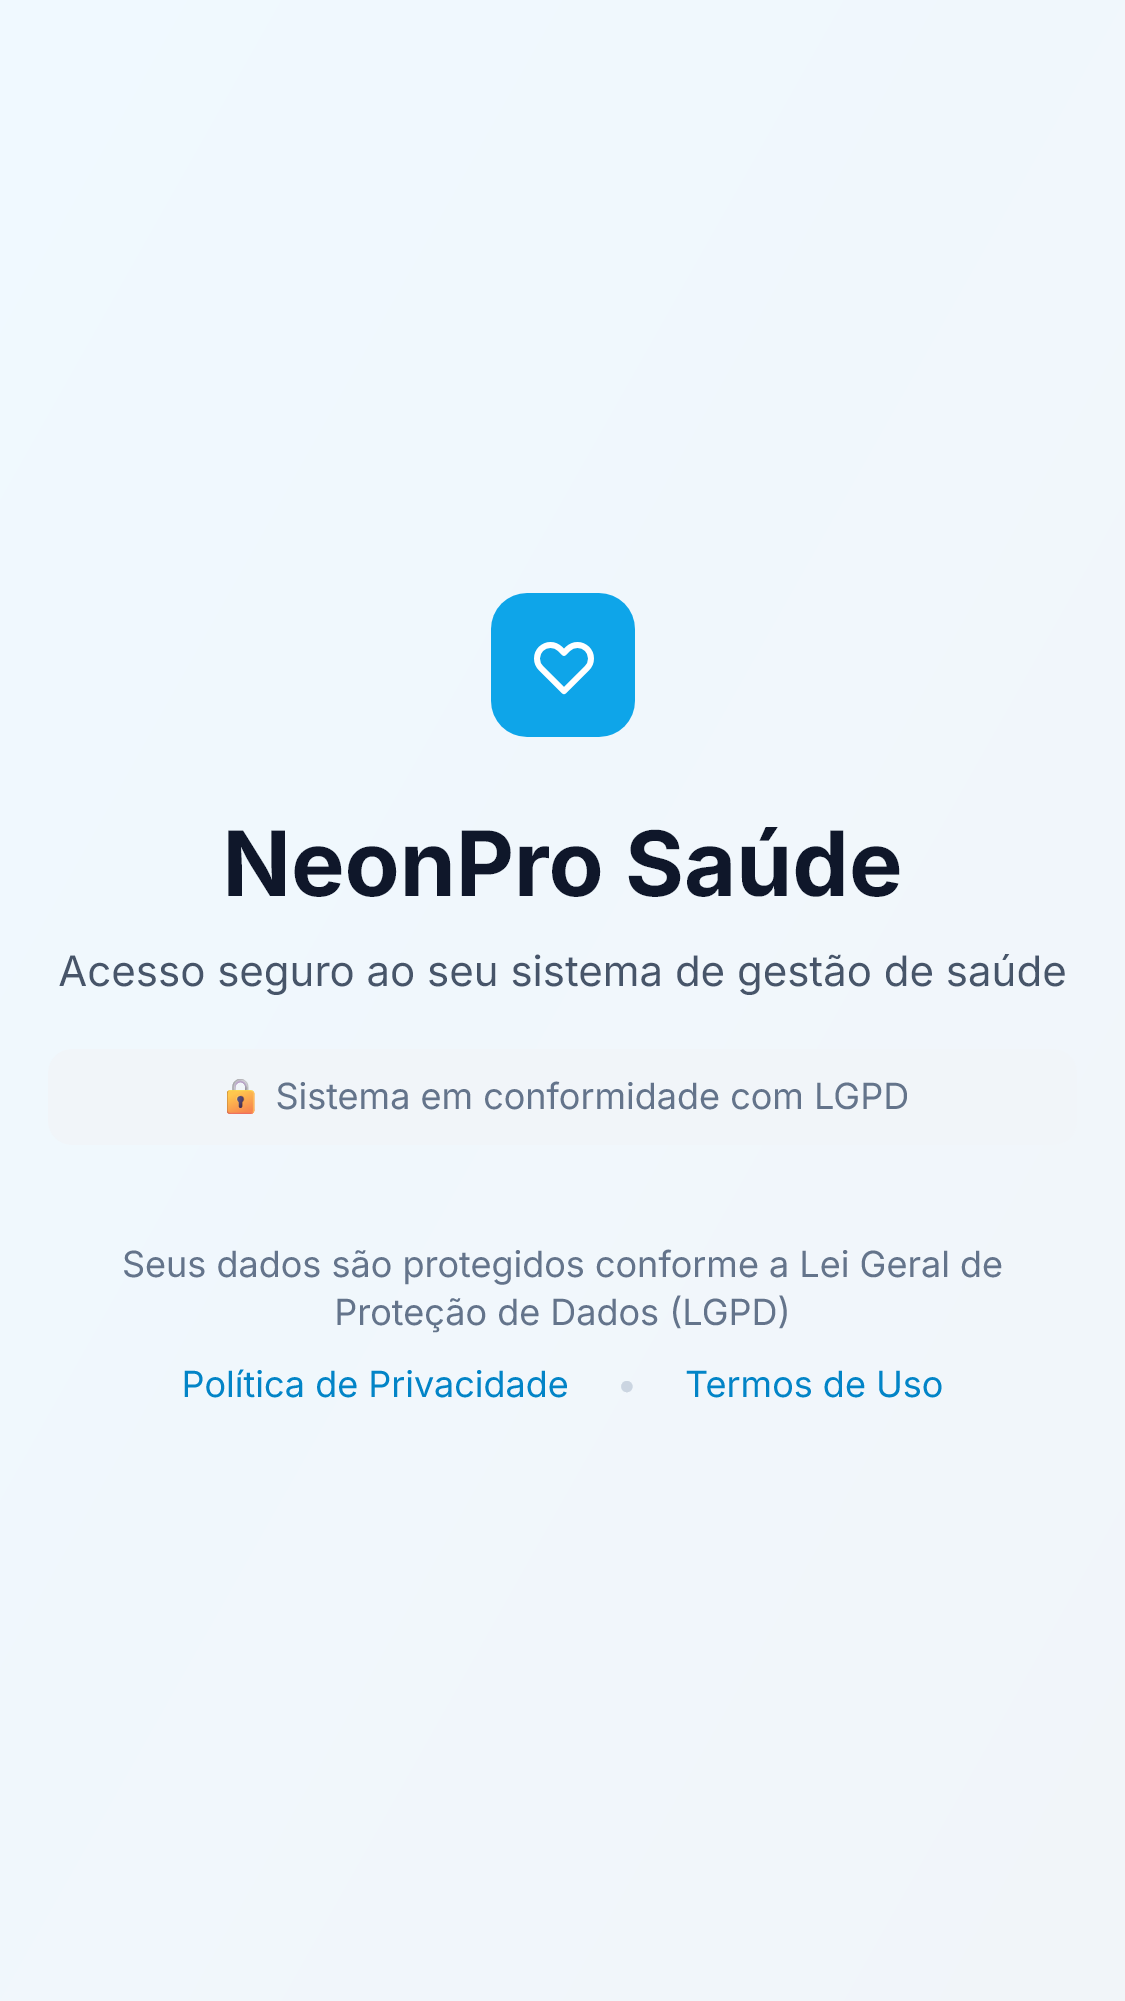 NeonPro Saúde
Acesso seguro ao seu sistema de gestão de saúde
🔒 Sistema em conformidade com LGPD
Seus dados são protegidos conforme a Lei Geral de
Proteção de Dados (LGPD)
Política de Privacidade • Termos de Uso